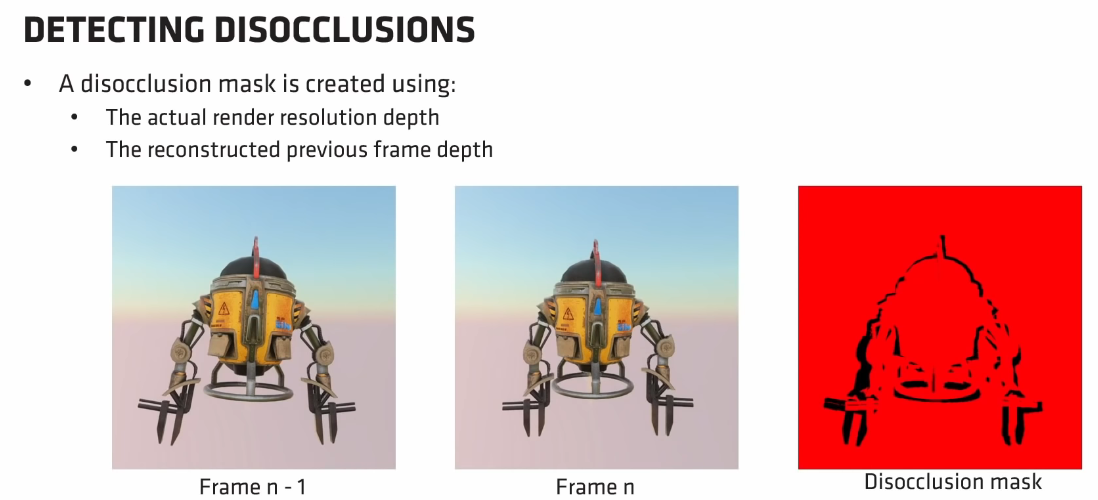 DETECTING DISOCCLUSIONS
• A disocclusion mask is created using:
• The actual render resolution depth
• The reconstructed previous frame depth
Frame n - 1
Frame n
Disocclusion mask